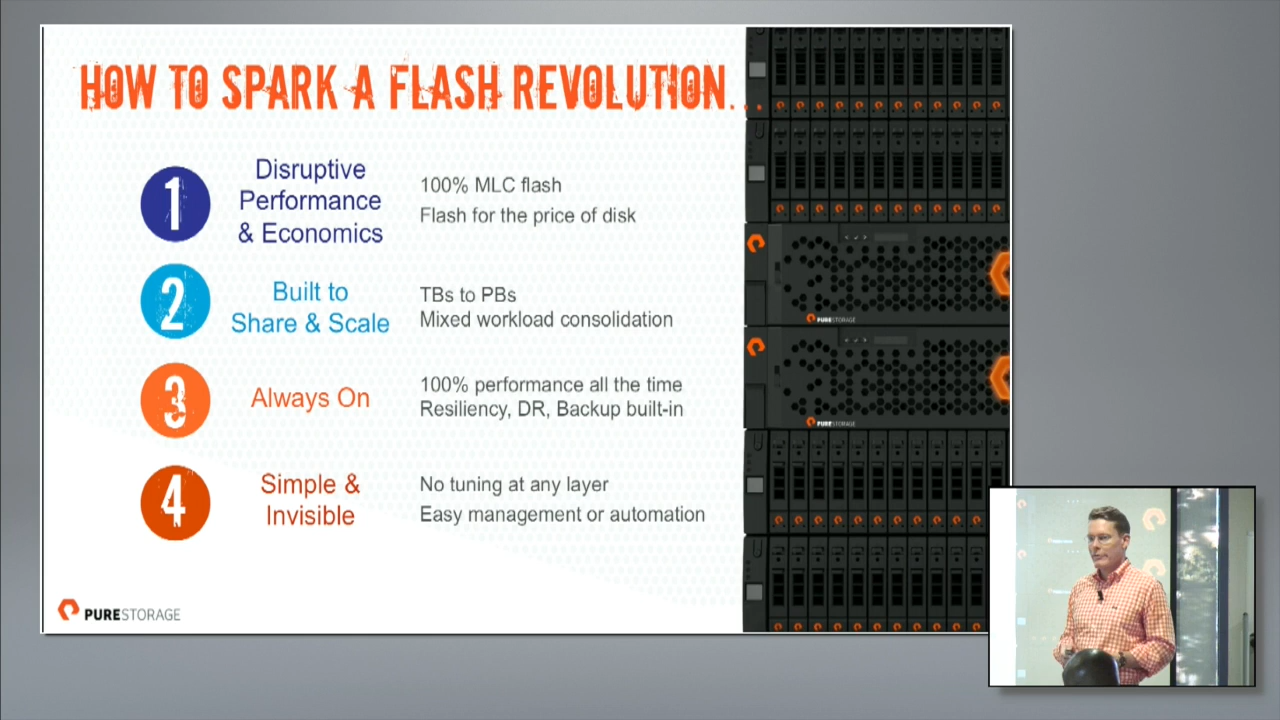 HOW TO SPARK A FLASH REVOLUTION...
1
Disruptive
Performance
& Economics
100% MLC flash
Flash for the price of disk
2
Built to
Share & Scale
TBs to PBs
Mixed workload consolidation
3
Always On
100% performance all the time
Resiliency, DR, Backup built-in
4
Simple &
Invisible
No tuning at any layer
Easy management or automation
PURESTORAGE
PURESTORAGE
PURESTORAGE